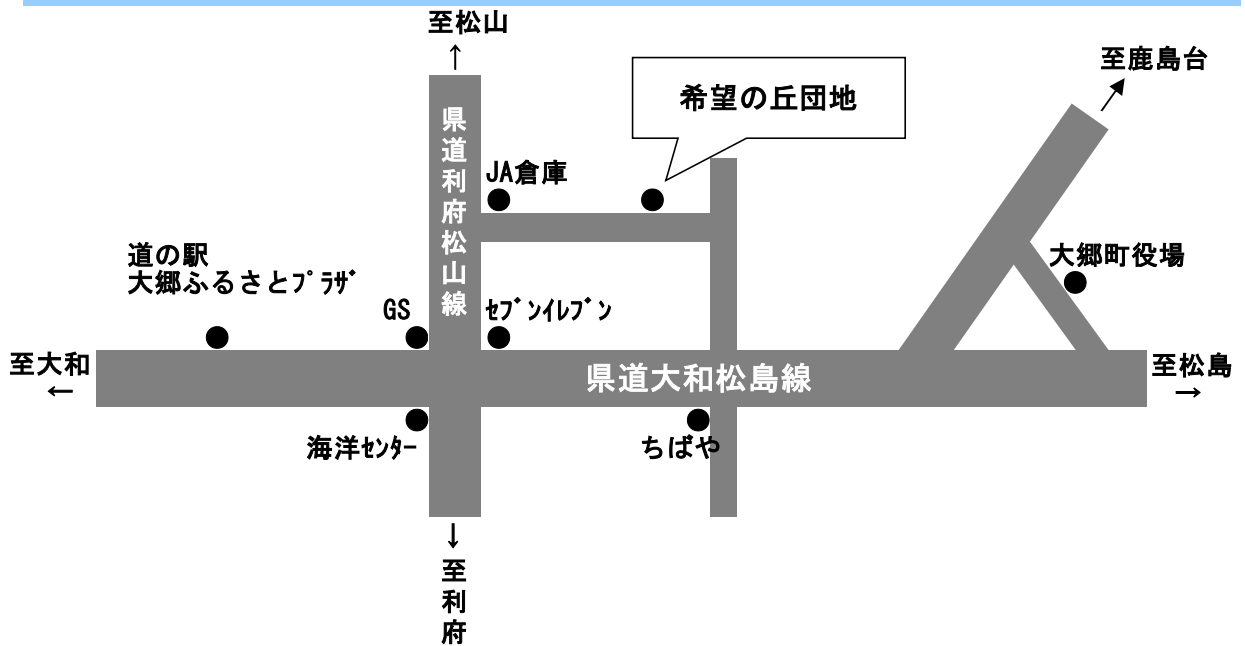 至松山
↑
至鹿島台
希望の丘団地
県道利府松山線
JA倉庫
道の駅
大郷ふるさとﾌﾟﾗｻﾞ
大郷町役場
GS
ｾﾌﾞﾝｲﾚﾌﾞﾝ
至大和
←
県道大和松島線
至松島
→
海洋ｾﾝﾀｰ
ちばや
↓
至利府